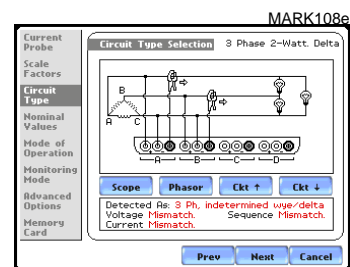 MARK108e
Current
Probe
Scale
Factors
Circuit
Type
Nominal
Values
Mode of
Operation
Monitoring
Mode
Advanced
Options
Memory
Card
Circuit Type Selection 3 Phase 2-Watt. Delta
B
A C
A B C D
Scope Phasor Ckt ↑ Ckt ↓
Detected As: 3 Ph, indetermined wye/delta
Voltage Mismatch. Sequence Mismatch.
Current Mismatch.
Prev Next Cancel